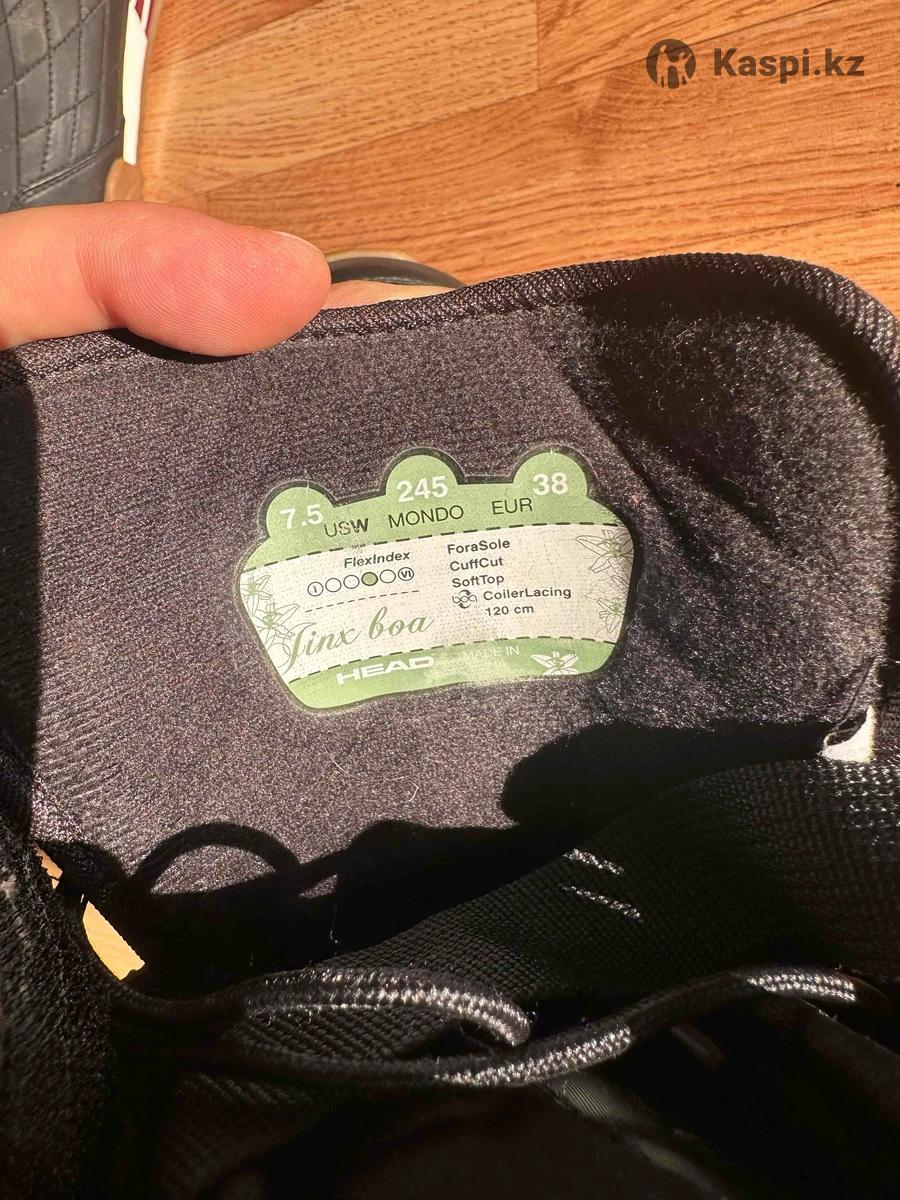 Kaspi.kz
7.5 USW 245 MONDO EUR 38
FlexIndex
I VI
ForaSole
CuffCut
SoftTop
CoilerLacing
120 cm
Jinx boa
HEAD
MADE IN